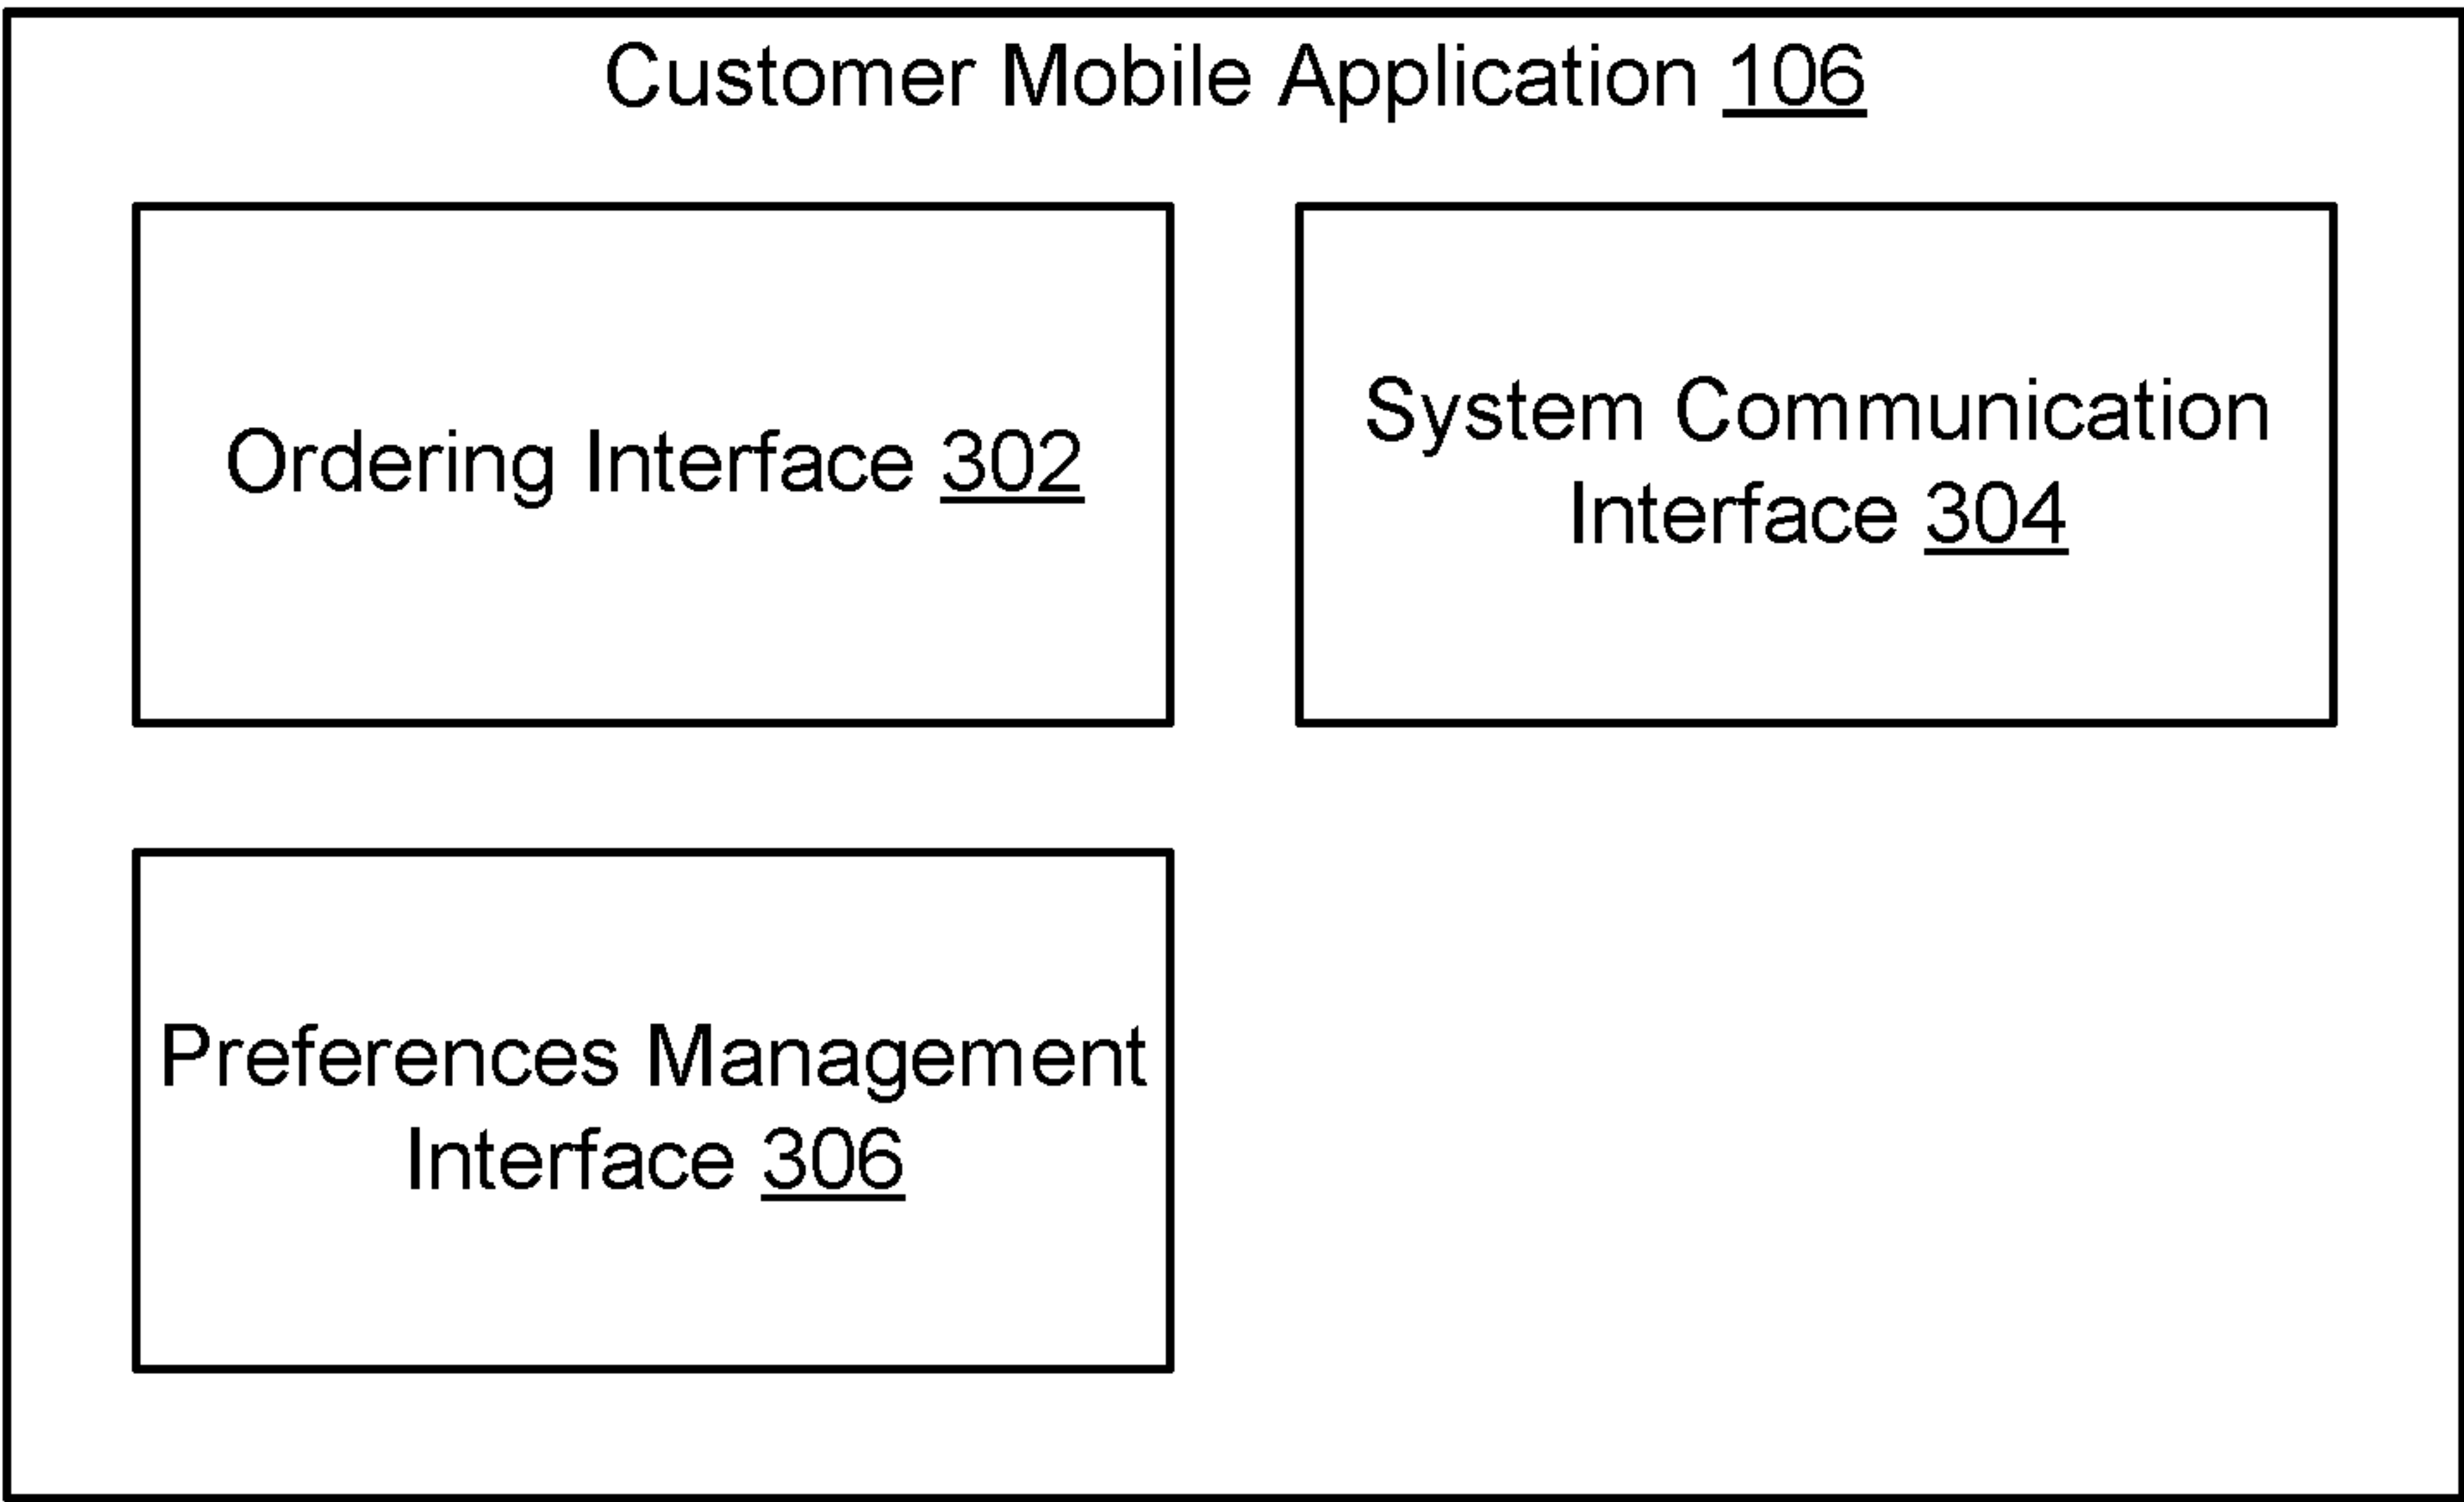 Customer Mobile Application 106
Ordering Interface 302
System Communication
Interface 304
Preferences Management
Interface 306